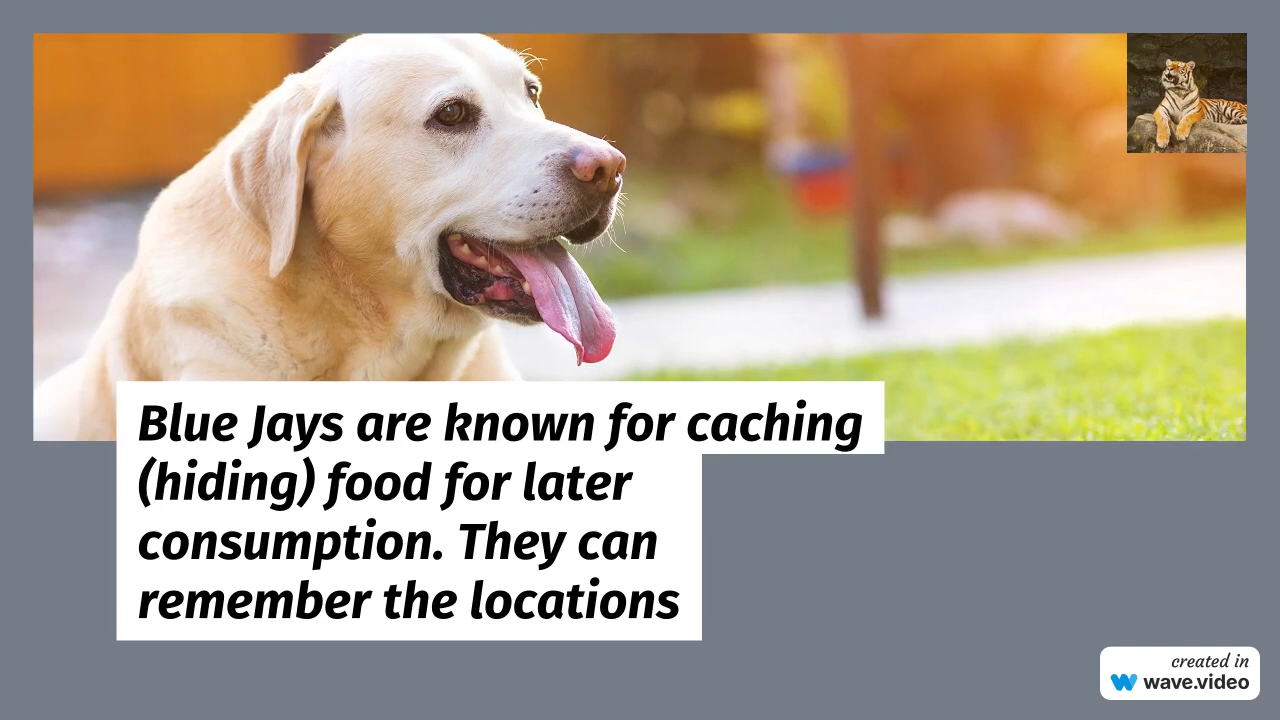 Blue Jays are known for caching
(hiding) food for later
consumption. They can
remember the locations
created in
wave.video